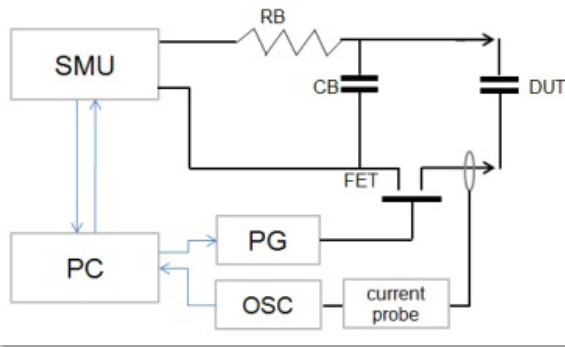 RB
SMU
CB
DUT
FET
PG
PC
OSC
current
probe